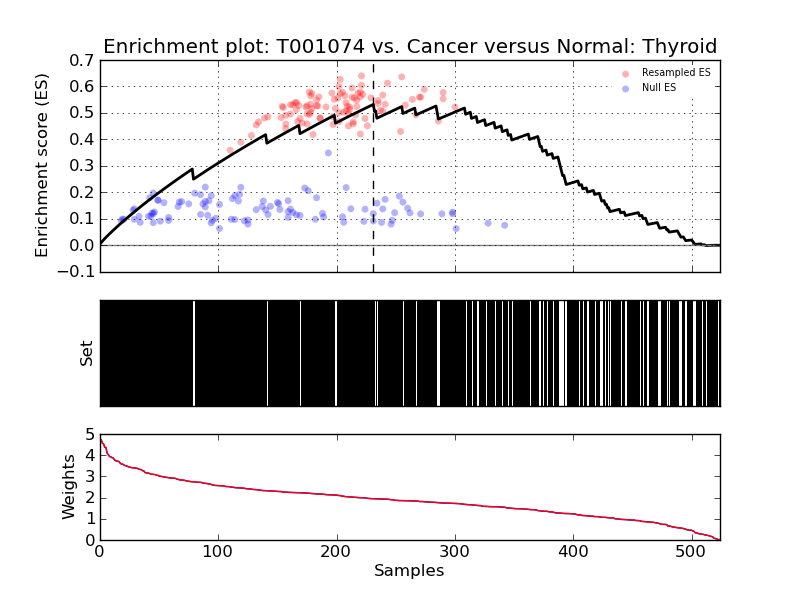 Enrichment plot: T001074 vs. Cancer versus Normal: Thyroid
Enrichment score (ES)
0.7
0.6
0.5
0.4
0.3
0.2
0.1
0.0
−0.1
Resampled ES
Null ES
Set
Weights
5
4
3
2
1
0
0 100 200 300 400 500
Samples